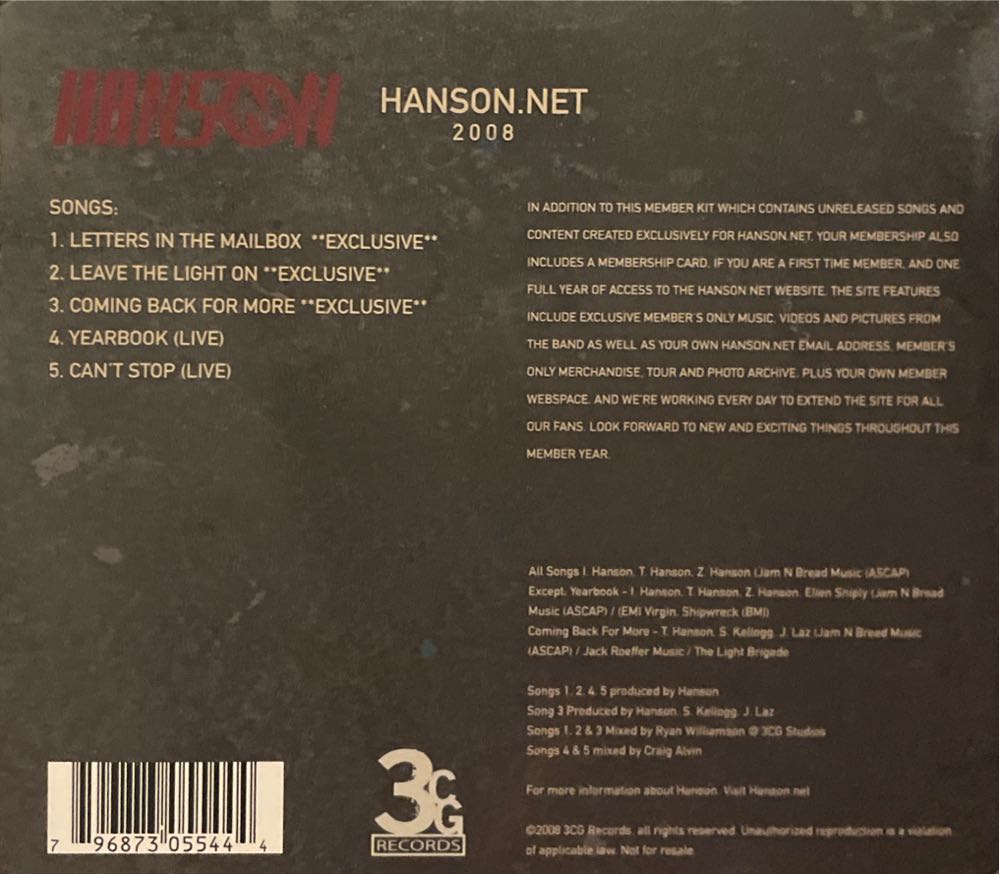 HANSON
HANSON.NET
2008
SONGS:
1. LETTERS IN THE MAILBOX **EXCLUSIVE**
2. LEAVE THE LIGHT ON **EXCLUSIVE**
3. COMING BACK FOR MORE **EXCLUSIVE**
4. YEARBOOK (LIVE)
5. CAN'T STOP (LIVE)
IN ADDITION TO THIS MEMBER KIT WHICH CONTAINS UNRELEASED SONGS AND
CONTENT CREATED EXCLUSIVELY FOR HANSON.NET, YOUR MEMBERSHIP ALSO
INCLUDES A MEMBERSHIP CARD, IF YOU ARE A FIRST TIME MEMBER, AND ONE
FULL YEAR OF ACCESS TO THE HANSON.NET WEBSITE. THE SITE FEATURES
INCLUDE EXCLUSIVE MEMBER'S ONLY MUSIC, VIDEOS AND PICTURES FROM
THE BAND AS WELL AS YOUR OWN HANSON.NET EMAIL ADDRESS, MEMBER'S
ONLY MERCHANDISE, TOUR AND PHOTO ARCHIVE, PLUS YOUR OWN MEMBER
WEBSPACE. AND WE'RE WORKING EVERY DAY TO EXTEND THE SITE FOR ALL
OUR FANS. LOOK FORWARD TO NEW AND EXCITING THINGS THROUGHOUT THIS
MEMBER YEAR.
All Songs I. Hanson, T. Hanson, Z. Hanson (Jam N Bread Music (ASCAP)
Except: Yearbook - I. Hanson, T. Hanson, Z. Hanson, Ellen Shiply (Jam N Bread
Music (ASCAP) / (EMI Virgin, Shipwreck (BMI)
Coming Back For More - T. Hanson, S. Kellogg, J. Laz (Jam N Bread Music
(ASCAP) / Jack Roeffer Music / The Light Brigade
Songs 1, 2, 4, 5 produced by Hanson
Song 3 Produced by Hanson, S. Kellogg, J. Laz
Songs 1, 2 & 3 Mixed by Ryan Williamson @ 3CG Studios
Songs 4 & 5 mixed by Craig Alvin
For more information about Hanson, Visit Hanson.net
©2008 3CG Records, all rights reserved. Unauthorized reproduction is a violation
of applicable law. Not for resale.
3CG
RECORDS
7 96873 05544 4